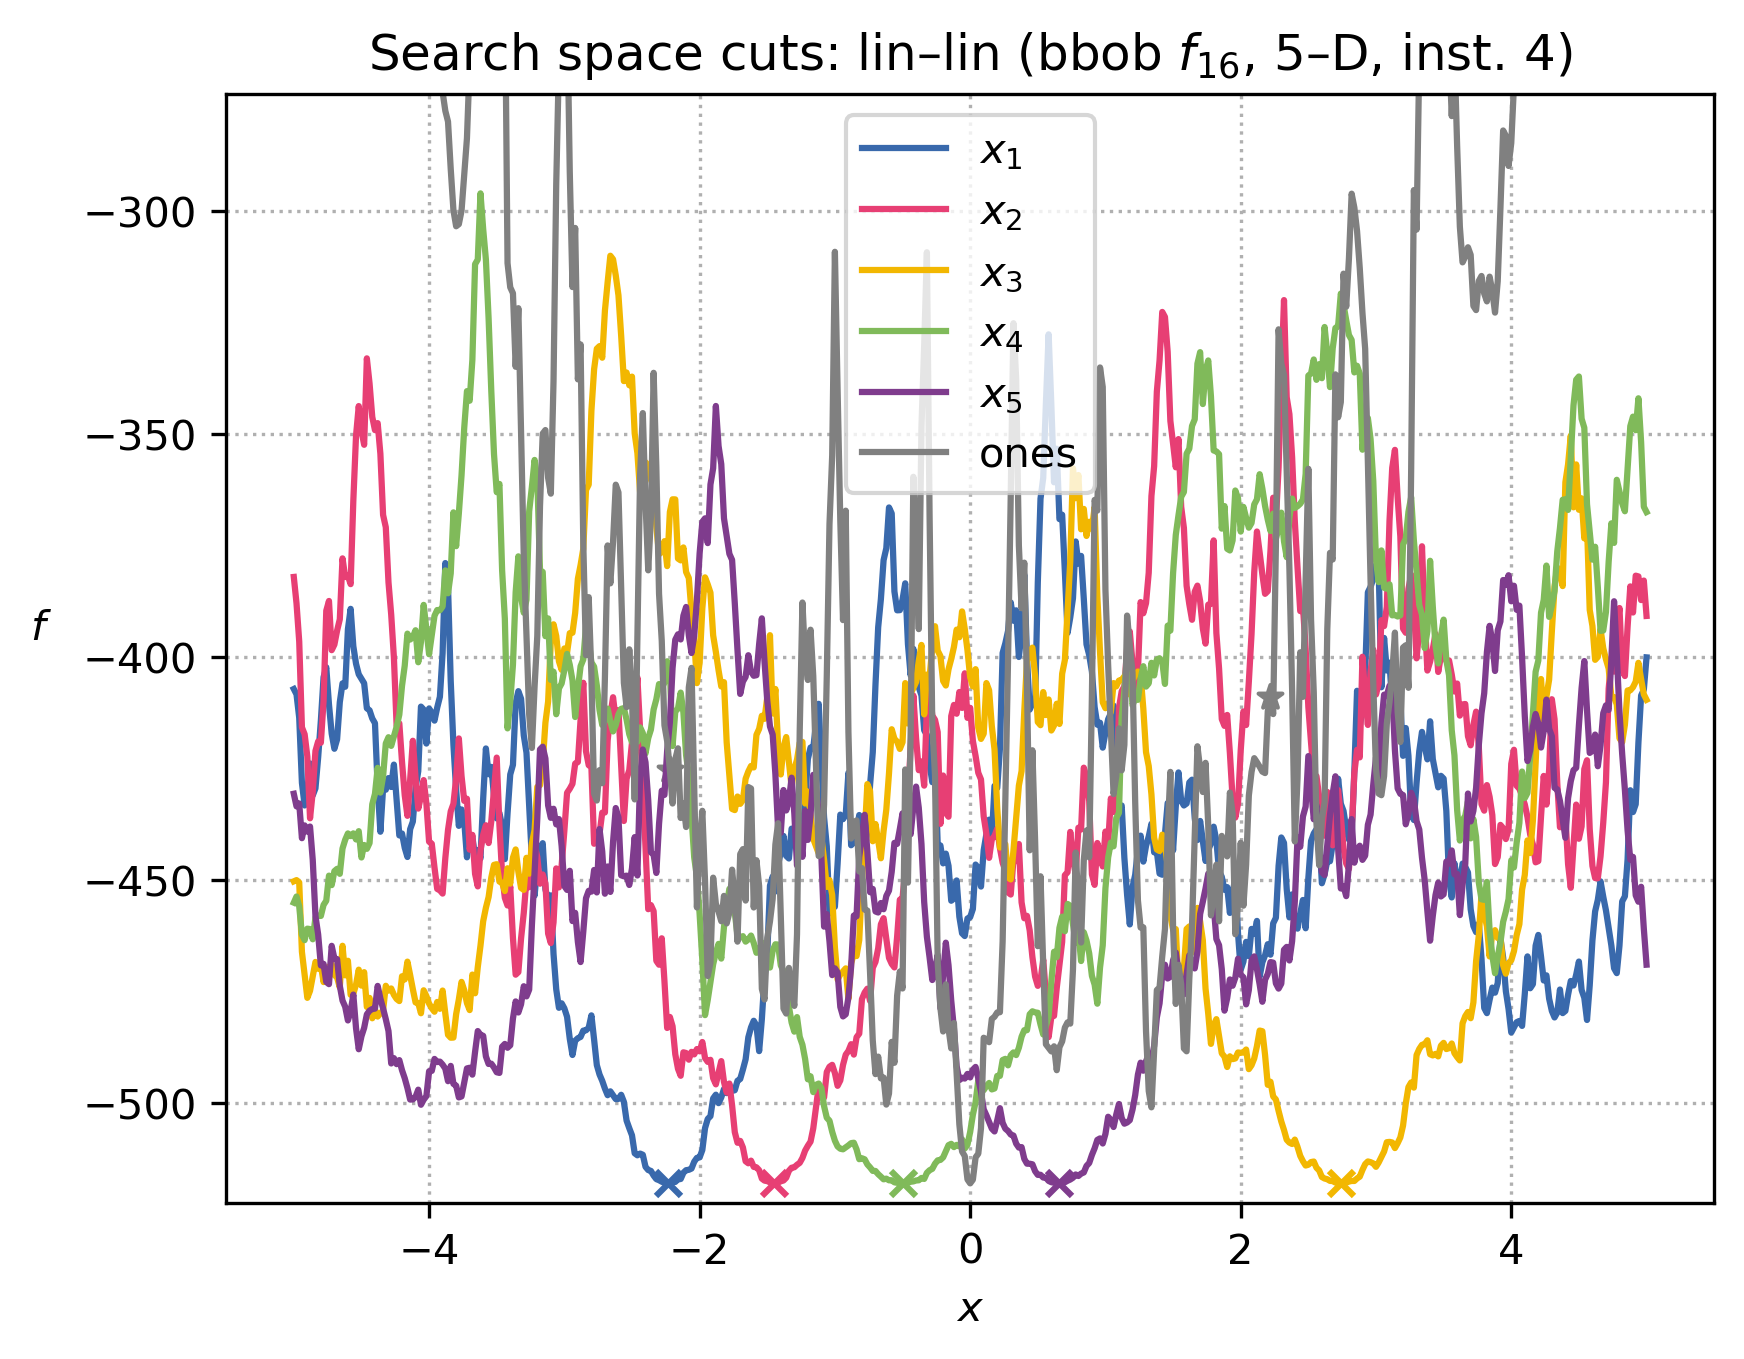 Search space cuts: lin–lin (bbob f₁₆, 5–D, inst. 4)
x₁
x₂
x₃
x₄
x₅
ones
−300
−350
−400
−450
−500
f
−4 −2 0 2 4
x